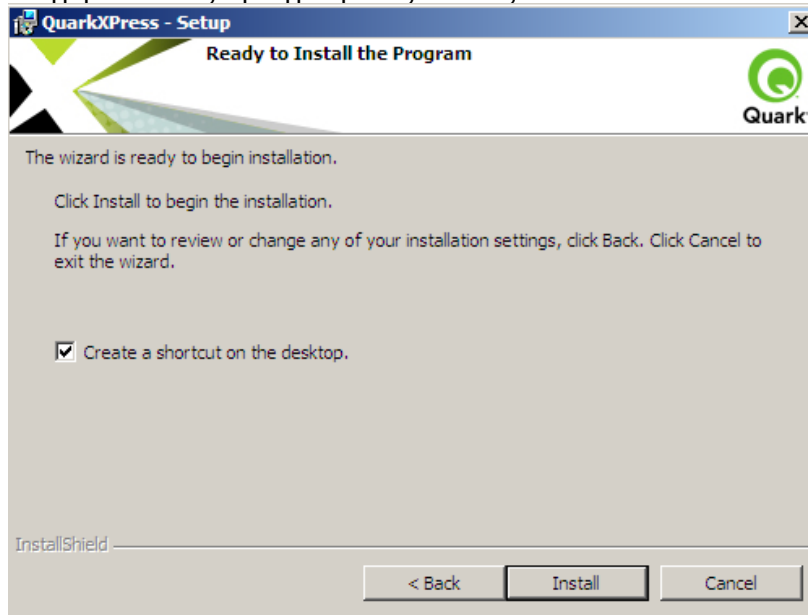 QuarkXPress - Setup
Ready to Install the Program
Quark
The wizard is ready to begin installation.
Click Install to begin the installation.
If you want to review or change any of your installation settings, click Back. Click Cancel to
exit the wizard.
Create a shortcut on the desktop.
InstallShield
< Back Install Cancel